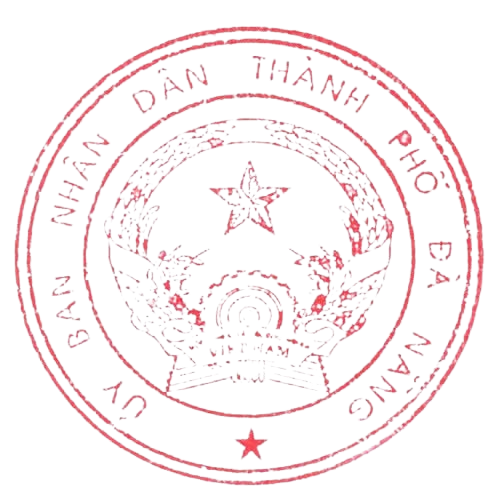 ỦY BAN NHÂN DÂN THÀNH PHỐ ĐÀ NẴNG
VIỆT NAM